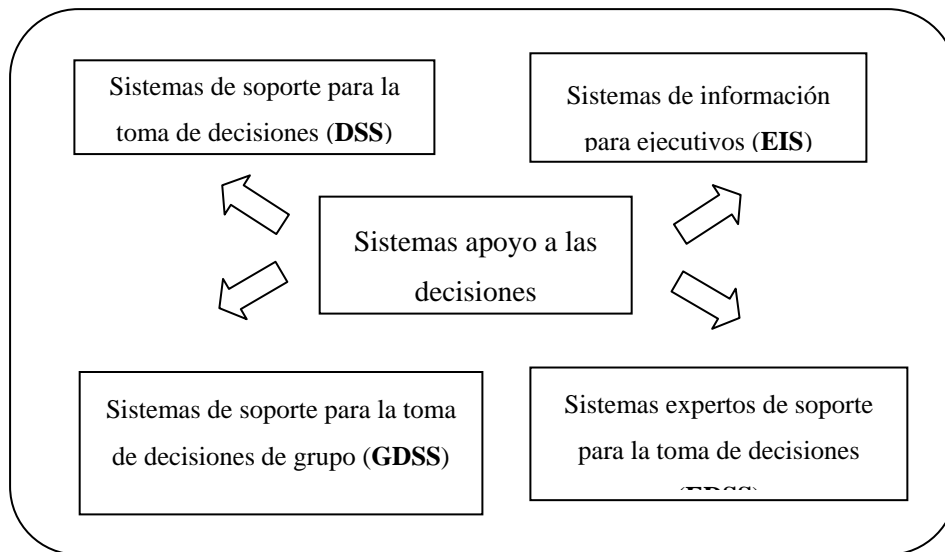 Sistemas de soporte para la
toma de decisiones (DSS)
Sistemas de información
para ejecutivos (EIS)
Sistemas apoyo a las
decisiones
Sistemas de soporte para la toma
de decisiones de grupo (GDSS)
Sistemas expertos de soporte
para la toma de decisiones